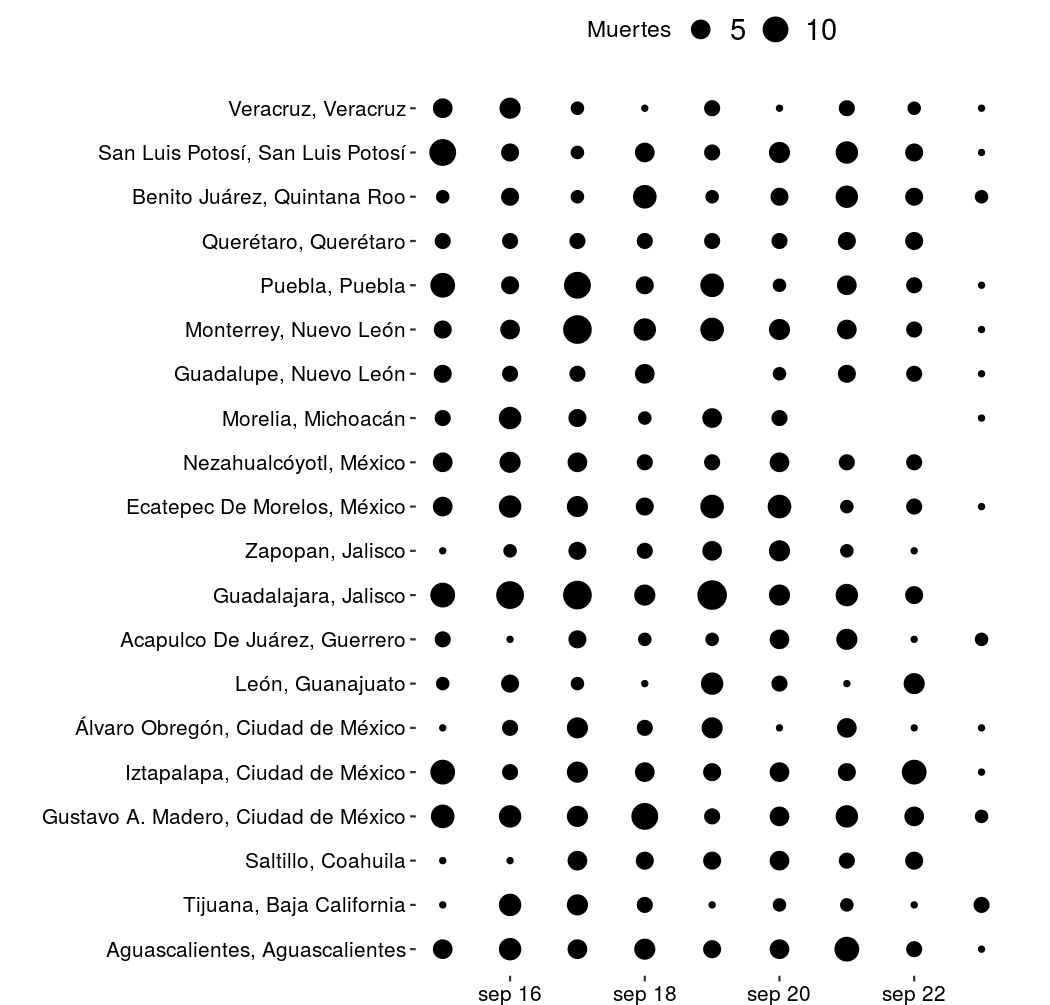 Muertes 5 10
Veracruz, Veracruz
San Luis Potosí, San Luis Potosí
Benito Juárez, Quintana Roo
Querétaro, Querétaro
Puebla, Puebla
Monterrey, Nuevo León
Guadalupe, Nuevo León
Morelia, Michoacán
Nezahualcóyotl, México
Ecatepec De Morelos, México
Zapopan, Jalisco
Guadalajara, Jalisco
Acapulco De Juárez, Guerrero
León, Guanajuato
Álvaro Obregón, Ciudad de México
Iztapalapa, Ciudad de México
Gustavo A. Madero, Ciudad de México
Saltillo, Coahuila
Tijuana, Baja California
Aguascalientes, Aguascalientes
sep 16 sep 18 sep 20 sep 22